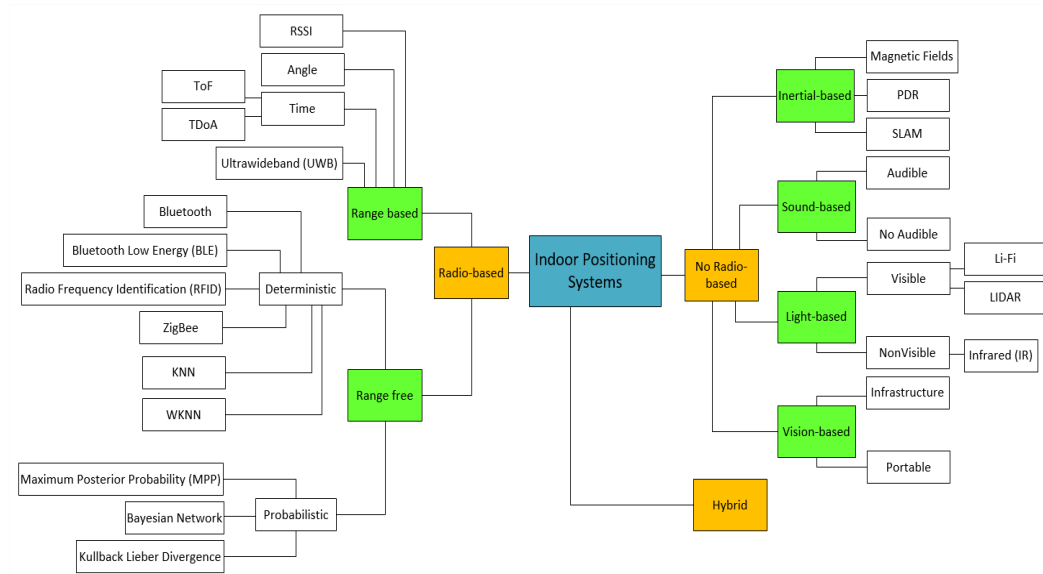 RSSI
Angle
ToF
Time
TDoA
Ultrawideband (UWB)
Range based
Bluetooth
Bluetooth Low Energy (BLE)
Radio Frequency Identification (RFID)
Deterministic
ZigBee
KNN
WKNN
Range free
Maximum Posterior Probability (MPP)
Bayesian Network
Probabilistic
Kullback Lieber Divergence
Radio-based
Indoor Positioning
Systems
No Radio-
based
Hybrid
Inertial-based
Magnetic Fields
PDR
SLAM
Sound-based
Audible
No Audible
Light-based
Visible
Li-Fi
LIDAR
NonVisible
Infrared (IR)
Vision-based
Infrastructure
Portable